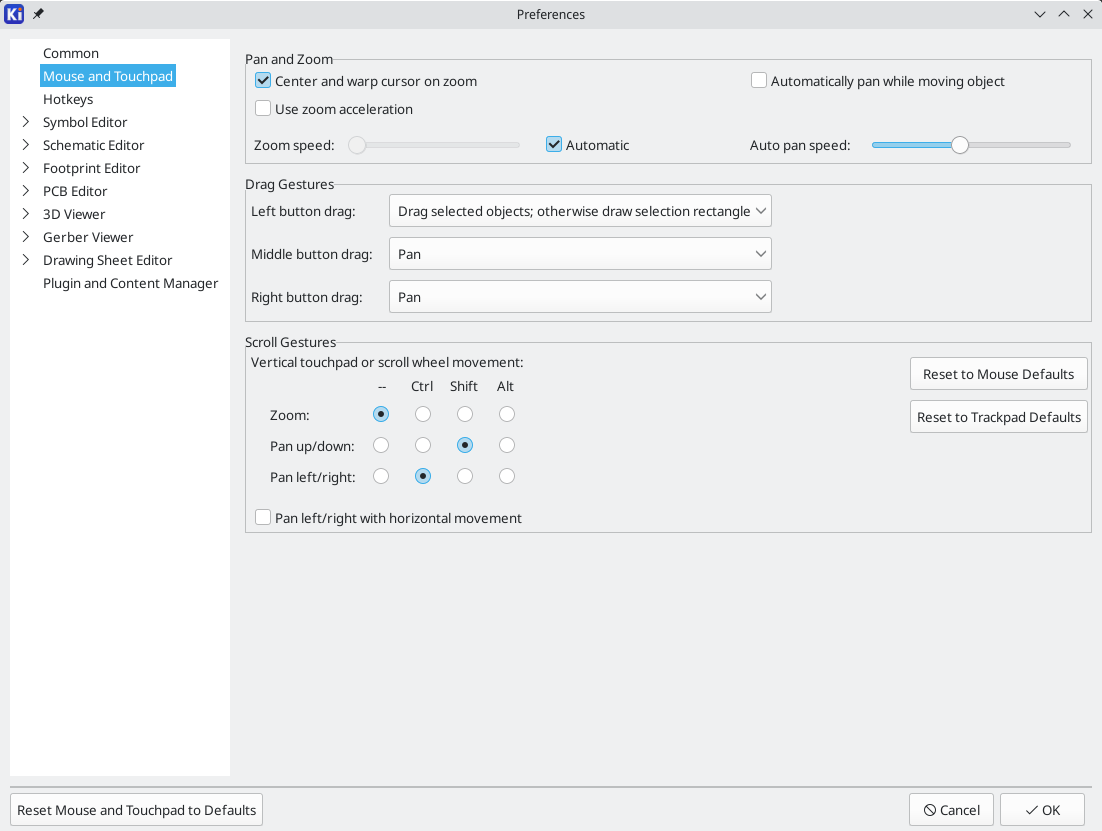 Ki
Preferences
Common
Mouse and Touchpad
Hotkeys
Symbol Editor
Schematic Editor
Footprint Editor
PCB Editor
3D Viewer
Gerber Viewer
Drawing Sheet Editor
Plugin and Content Manager
Pan and Zoom
Center and warp cursor on zoom
Automatically pan while moving object
Use zoom acceleration
Zoom speed:
Automatic
Auto pan speed:
Drag Gestures
Left button drag:
Drag selected objects; otherwise draw selection rectangle
Middle button drag:
Pan
Right button drag:
Pan
Scroll Gestures
Vertical touchpad or scroll wheel movement:
-- Ctrl Shift Alt
Zoom:
Pan up/down:
Pan left/right:
Pan left/right with horizontal movement
Reset to Mouse Defaults
Reset to Trackpad Defaults
Reset Mouse and Touchpad to Defaults
Cancel
OK